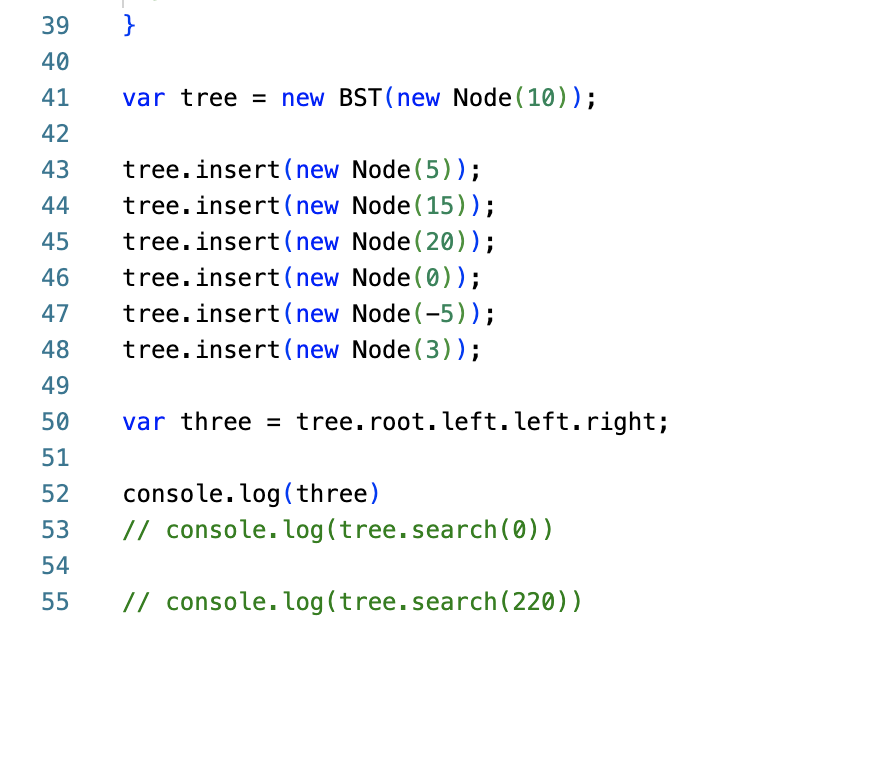 39 }
40
41 var tree = new BST(new Node(10));
42
43 tree.insert(new Node(5));
44 tree.insert(new Node(15));
45 tree.insert(new Node(20));
46 tree.insert(new Node(0));
47 tree.insert(new Node(-5));
48 tree.insert(new Node(3));
49
50 var three = tree.root.left.left.right;
51
52 console.log(three)
53 // console.log(tree.search(0))
54
55 // console.log(tree.search(220))